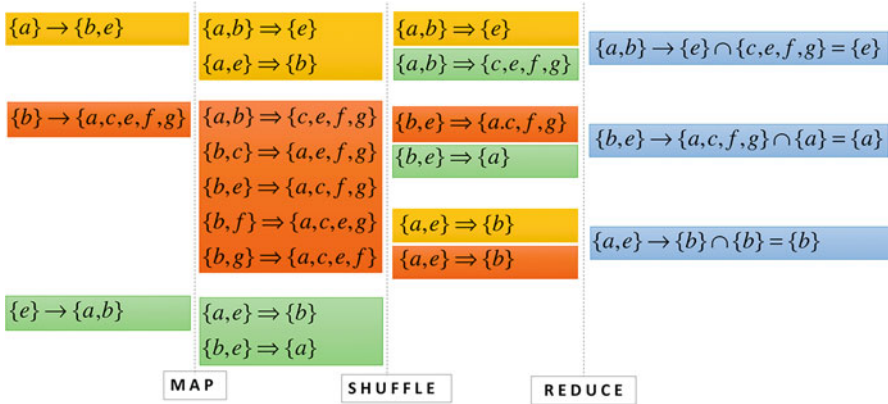 {a} → {b,e}
{b} → {a,c,e,f,g}
{e} → {a,b}
{a,b} ⇒ {e}
{a,e} ⇒ {b}
{a,b} ⇒ {c,e,f,g}
{b,c} ⇒ {a,e,f,g}
{b,e} ⇒ {a,c,f,g}
{b,f} ⇒ {a,c,e,g}
{b,g} ⇒ {a,c,e,f}
{a,e} ⇒ {b}
{b,e} ⇒ {a}
{a,b} ⇒ {e}
{a,b} ⇒ {c,e,f,g}
{b,e} ⇒ {a.c,f,g}
{b,e} ⇒ {a}
{a,e} ⇒ {b}
{a,e} ⇒ {b}
{a,b} → {e} ∩ {c,e,f,g} = {e}
{b,e} → {a,c,f,g} ∩ {a} = {a}
{a,e} → {b} ∩ {b} = {b}
MAP
SHUFFLE
REDUCE